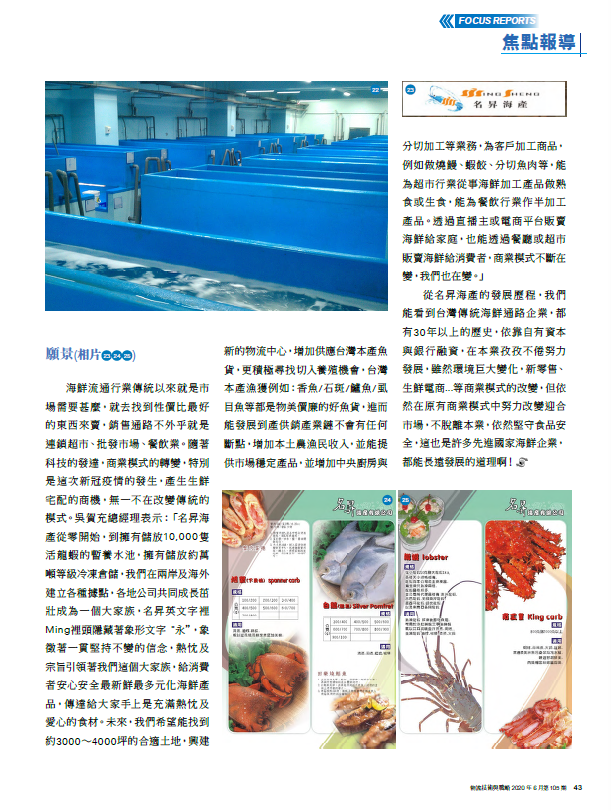 FOCUS REPORTS
焦點報導
22
23
MING SHENG
名昇海產
願景(相片23 24 25)
海鮮流通行業傳統以來就是市
場需要甚麼,就去找到性價比最好
的東西來賣,銷售通路不外乎就是
連鎖超市、批發市場、餐飲業。隨著
科技的發達,商業模式的轉變,特別
是這次新冠疫情的發生,產生生鮮
宅配的商機,無一不在改變傳統的
模式。吳賀充總經理表示:「名昇海
產從零開始,到擁有儲放10,000隻
活龍蝦的暫養水池,擁有儲放約萬
噸等級冷凍倉儲,我們在兩岸及海外
建立各種據點,各地公司共同成長茁
壯成為一個大家族,名昇英文字裡
Ming裡頭隱藏著象形文字“永”,象
徵著一貫堅持不變的信念,熱忱及
宗旨引領著我們這個大家族,給消費
者安心安全最新鮮最多元化海鮮產
品,傳達給大家手上是充滿熱忱及
愛心的食材。未來,我們希望能找到
約3000~4000坪的合適土地,興建
新的物流中心,增加供應台灣本產魚
貨,更積極尋找切入養殖機會,台灣
本產漁獲例如:香魚/石斑/鱸魚/虱
目魚等都是物美價廉的好魚貨,進而
能發展到產供銷產業鏈不會有任何
斷點,增加本土農漁民收入,並能提
供市場穩定產品,並增加中央廚房與
分切加工等業務,為客戶加工商品,
例如做燒鰻、蝦餃、分切魚肉等,能
為超市行業從事海鮮加工產品做熟
食或生食,能為餐飲行業作半加工
產品。透過直播主或電商平台販賣
海鮮給家庭,也能透過餐廳或超市
販賣海鮮給消費者,商業模式不斷在
變,我們也在變。」
從名昇海產的發展歷程,我們
能看到台灣傳統海鮮通路企業,都
有30年以上的歷史,依靠自有資本
與銀行融資,在本業孜孜不倦努力
發展,雖然環境巨大變化,新零售、
生鮮電商…等商業模式的改變,但依
然在原有商業模式中努力改變迎合
市場,不脫離本業,依然堅守食品安
全,這也是許多先進國家海鮮企業,
都能長遠發展的道理啊!
24
25
spanner carb
Silver Pomfret
lobster
King carb
物流技術與戰略 2020 年 6 月第 105 期 43